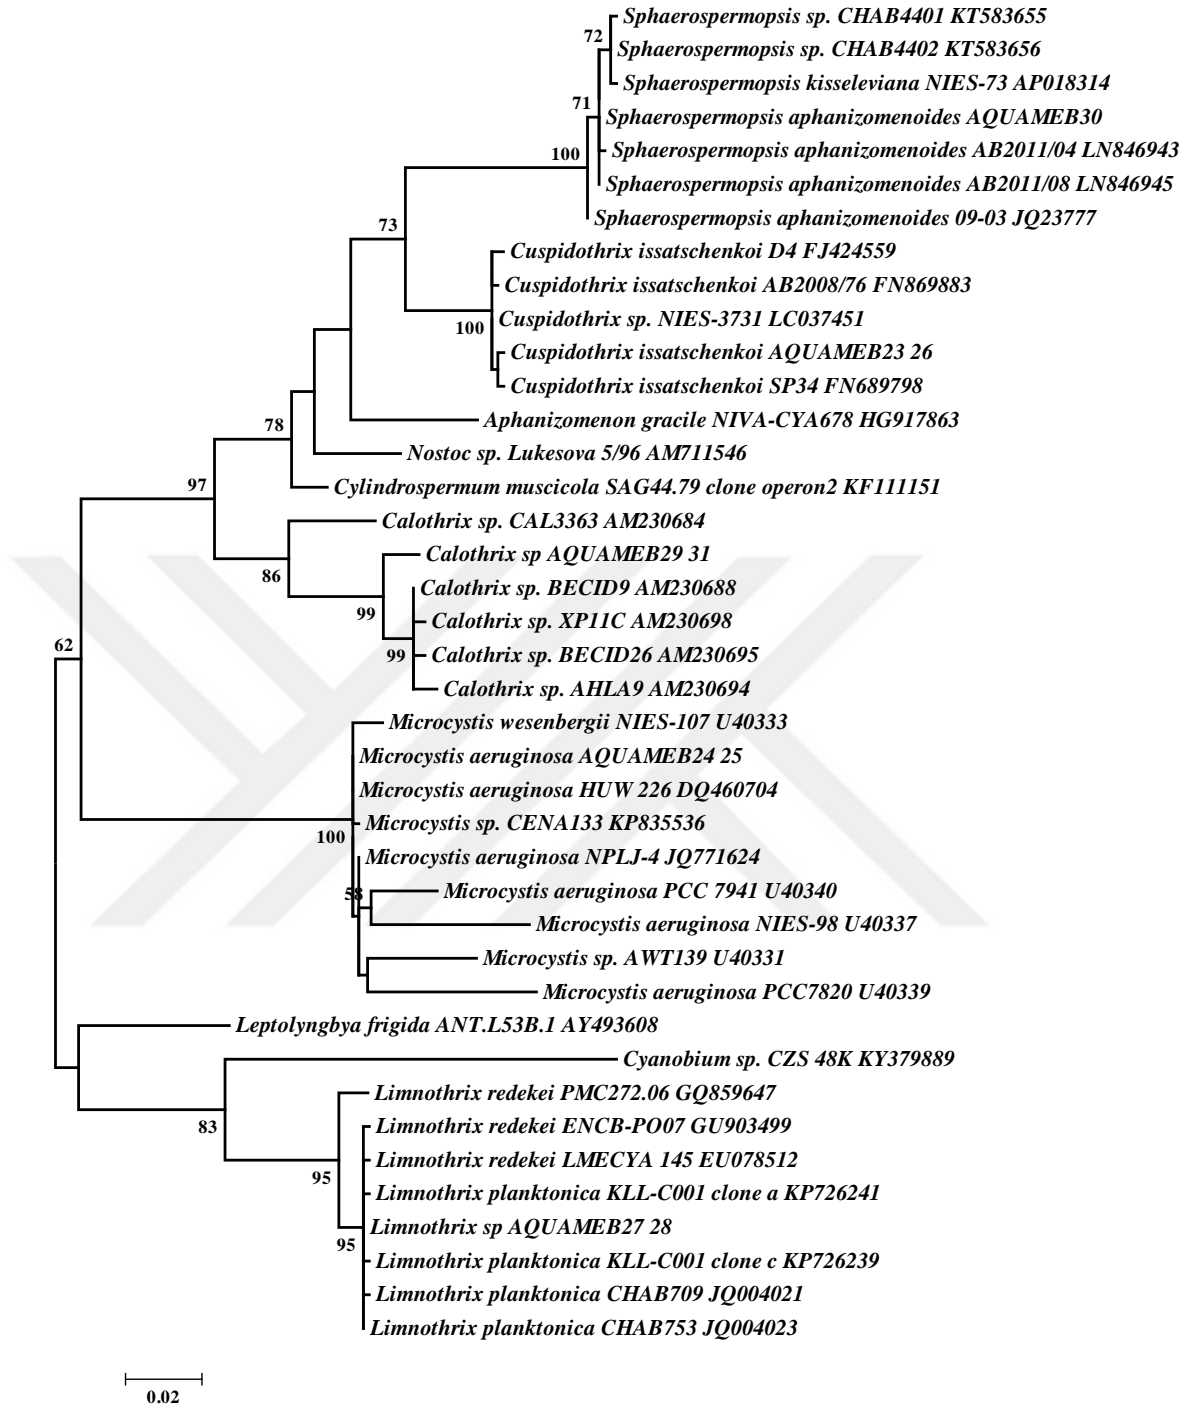 Sphaerospermopsis sp. CHAB4401 KT583655
72
Sphaerospermopsis sp. CHAB4402 KT583656
Sphaerospermopsis kisseleviana NIES-73 AP018314
71
Sphaerospermopsis aphanizomenoides AQUAMEB30
Sphaerospermopsis aphanizomenoides AB2011/04 LN846943
100
Sphaerospermopsis aphanizomenoides AB2011/08 LN846945
Sphaerospermopsis aphanizomenoides 09-03 JQ23777
73
Cuspidothrix issatschenkoi D4 FJ424559
Cuspidothrix issatschenkoi AB2008/76 FN869883
Cuspidothrix sp. NIES-3731 LC037451
100
Cuspidothrix issatschenkoi AQUAMEB23 26
Cuspidothrix issatschenkoi SP34 FN689798
Aphanizomenon gracile NIVA-CYA678 HG917863
78
Nostoc sp. Lukesova 5/96 AM711546
97
Cylindrospermum muscicola SAG44.79 clone operon2 KF111151
Calothrix sp. CAL3363 AM230684
Calothrix sp AQUAMEB29 31
86
Calothrix sp. BECID9 AM230688
99
Calothrix sp. XP11C AM230698
62
Calothrix sp. BECID26 AM230695
99
Calothrix sp. AHLA9 AM230694
Microcystis wesenbergii NIES-107 U40333
Microcystis aeruginosa AQUAMEB24 25
Microcystis aeruginosa HUW 226 DQ460704
Microcystis sp. CENA133 KP835536
100
Microcystis aeruginosa NPLJ-4 JQ771624
58
Microcystis aeruginosa PCC 7941 U40340
Microcystis aeruginosa NIES-98 U40337
Microcystis sp. AWT139 U40331
Microcystis aeruginosa PCC7820 U40339
Leptolyngbya frigida ANT.L53B.1 AY493608
Cyanobium sp. CZS 48K KY379889
Limnothrix redekei PMC272.06 GQ859647
83
Limnothrix redekei ENCB-PO07 GU903499
Limnothrix redekei LMECYA 145 EU078512
95
Limnothrix planktonica KLL-C001 clone a KP726241
Limnothrix sp AQUAMEB27 28
95
Limnothrix planktonica KLL-C001 clone c KP726239
Limnothrix planktonica CHAB709 JQ004021
Limnothrix planktonica CHAB753 JQ004023
0.02